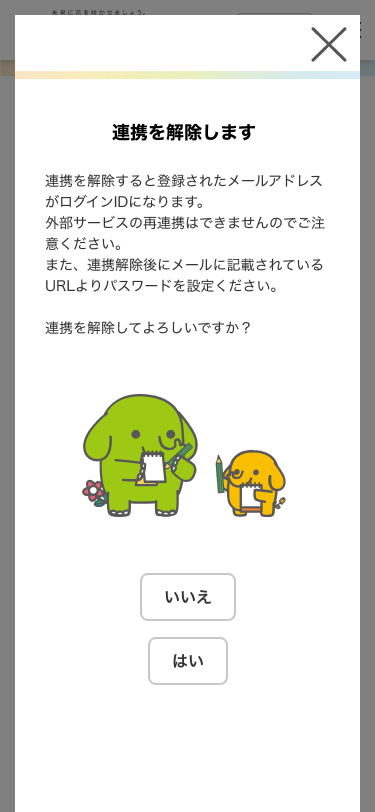 未来に花を咲かせましょう。
連携を解除します
連携を解除すると登録されたメールアドレス
がログインIDになります。
外部サービスの再連携はできませんのでご注
意ください。
また、連携解除後にメールに記載されている
URLよりパスワードを設定ください。
連携を解除してよろしいですか？
いいえ
はい